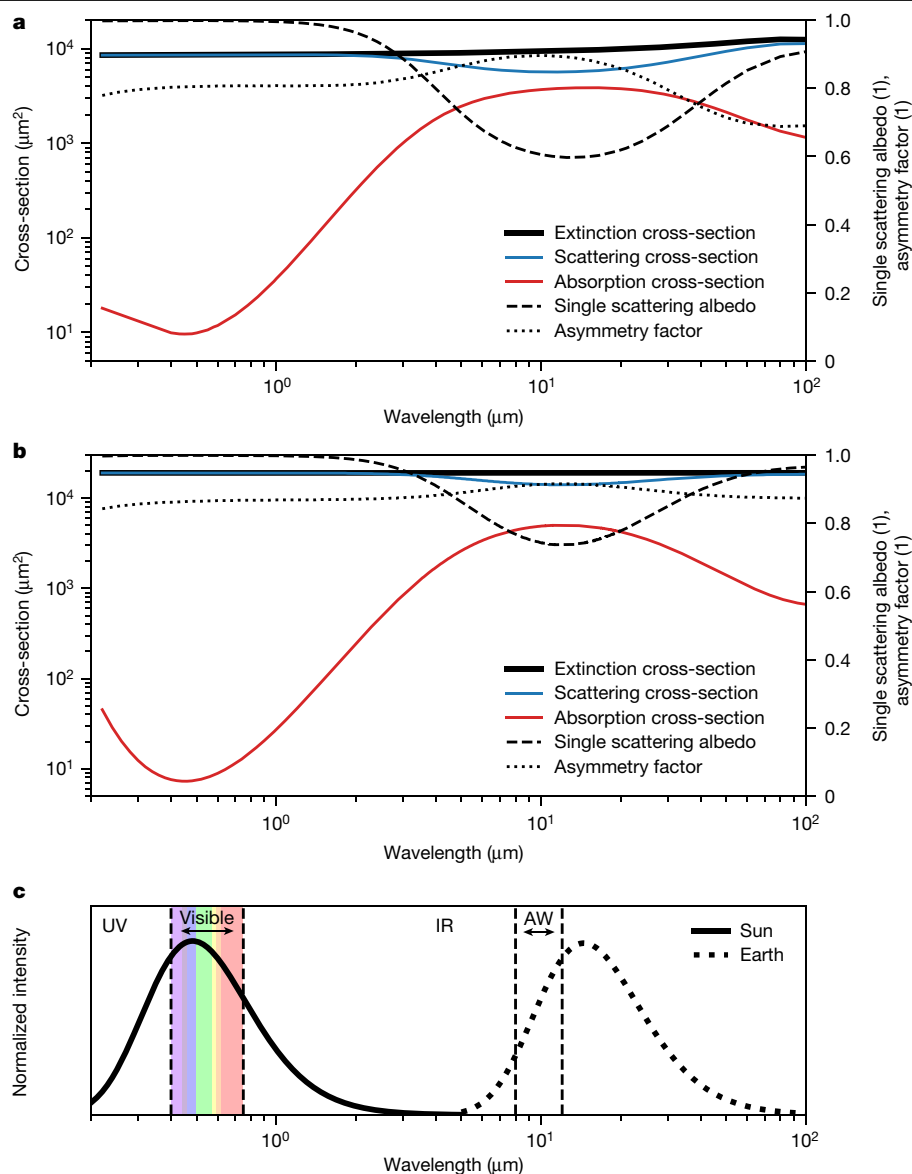 a
10⁴
10³
10²
10¹
Cross-section (μm²)
1.0
0.8
0.6
0.4
0.2
0
Single scattering albedo (1),
asymmetry factor (1)
Extinction cross-section
Scattering cross-section
Absorption cross-section
Single scattering albedo
Asymmetry factor
10⁰ 10¹ 10²
Wavelength (μm)
b
10⁴
10³
10²
10¹
Cross-section (μm²)
1.0
0.8
0.6
0.4
0.2
0
Single scattering albedo (1),
asymmetry factor (1)
Extinction cross-section
Scattering cross-section
Absorption cross-section
Single scattering albedo
Asymmetry factor
10⁰ 10¹ 10²
Wavelength (μm)
c
Normalized intensity
UV Visible IR AW
Sun
Earth
10⁰ 10¹ 10²
Wavelength (μm)